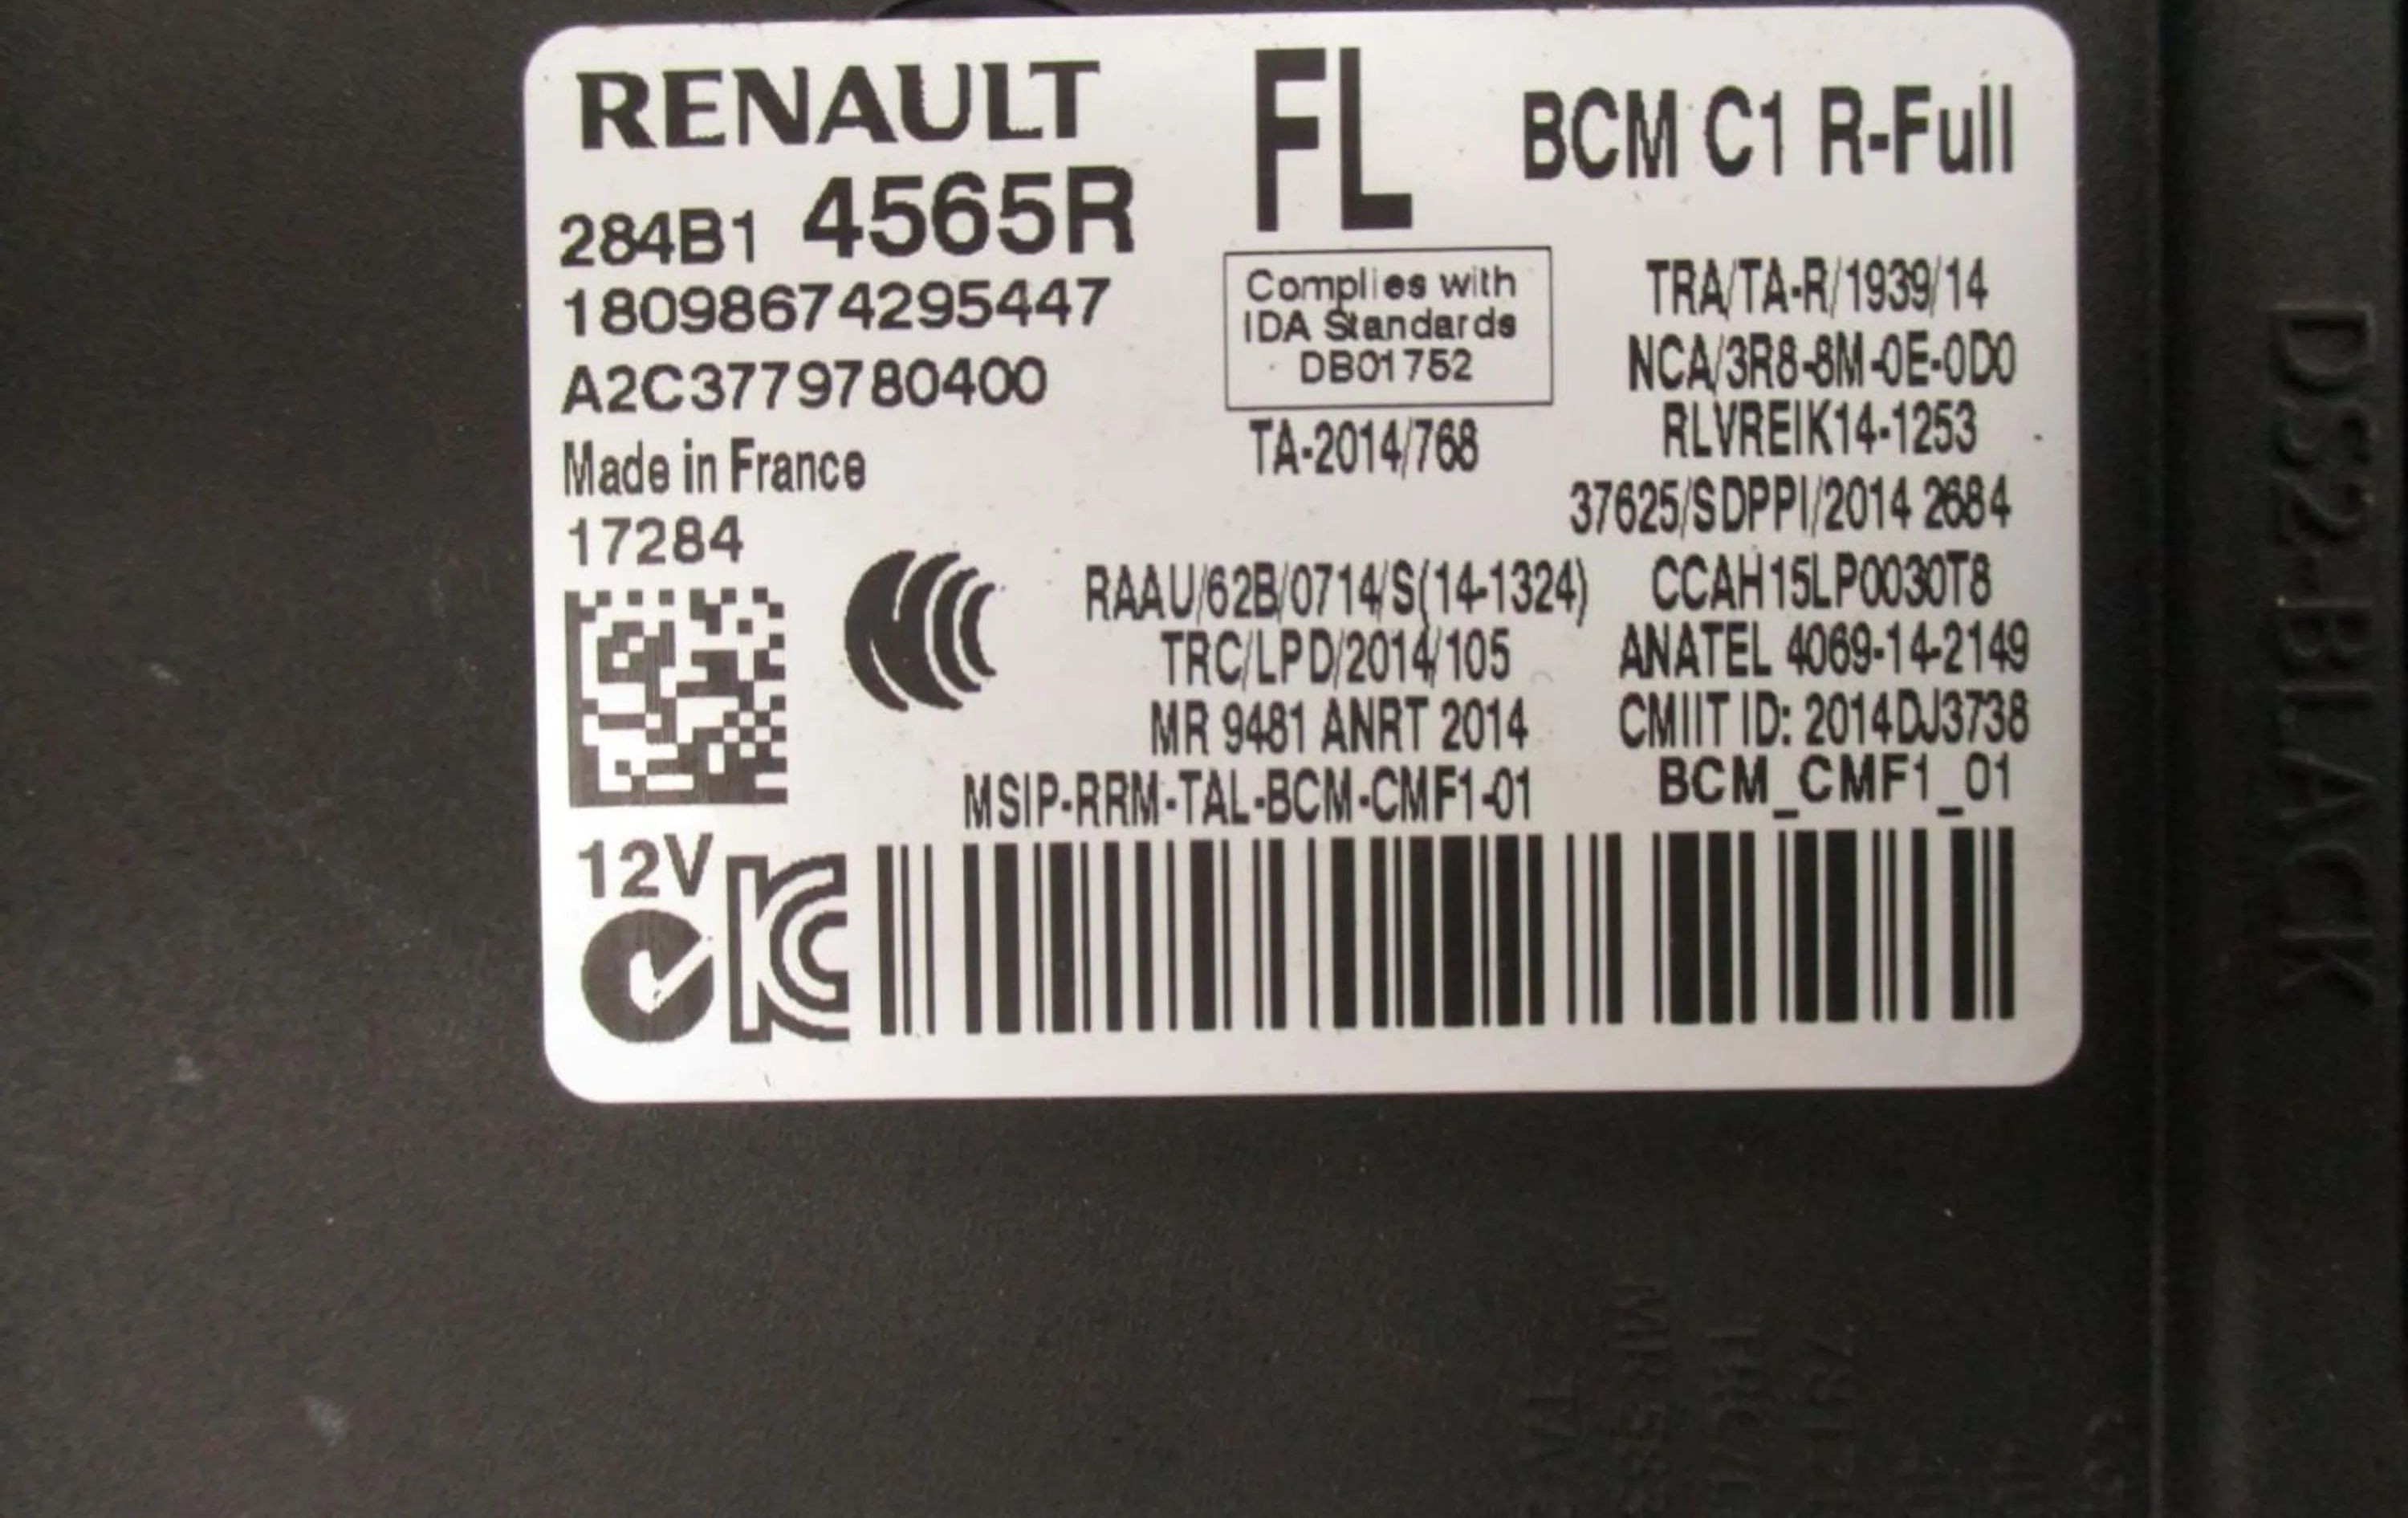 RENAULT
284B1 4565R
18098674295447
A2C3779780400
Made in France
17284
12V
FL
Complies with
IDA Standards
DB01752
TA-2014/768
BCM C1 R-Full
TRA/TA-R/1939/14
NCA/3R8-8M-0E-0D0
RLVREIK14-1253
37625/SDPPI/2014 2684
RAAU/62B/0714/S(14-1324)
CCAH15LP0030T8
TRC/LPD/2014/105
ANATEL 4069-14-2149
MR 9481 ANRT 2014
CMIIT ID: 2014DJ3738
MSIP-RRM-TAL-BCM-CMF1-01
BCM_CMF1_01
DS2-BLACK